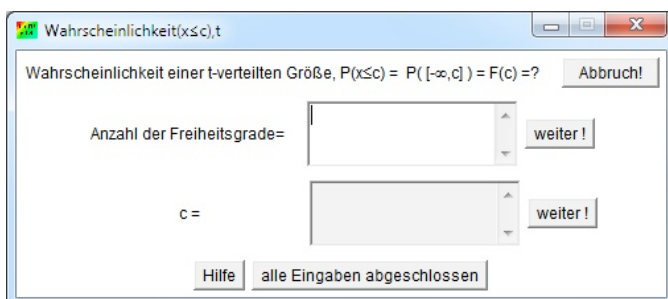 Wahrscheinlichkeit(x≤c),t
Wahrscheinlichkeit einer t-verteilten Größe, P(x≤c) = P( [-∞,c] ) = F(c) =? Abbruch!
Anzahl der Freiheitsgrade= weiter !
c = weiter !
Hilfe alle Eingaben abgeschlossen